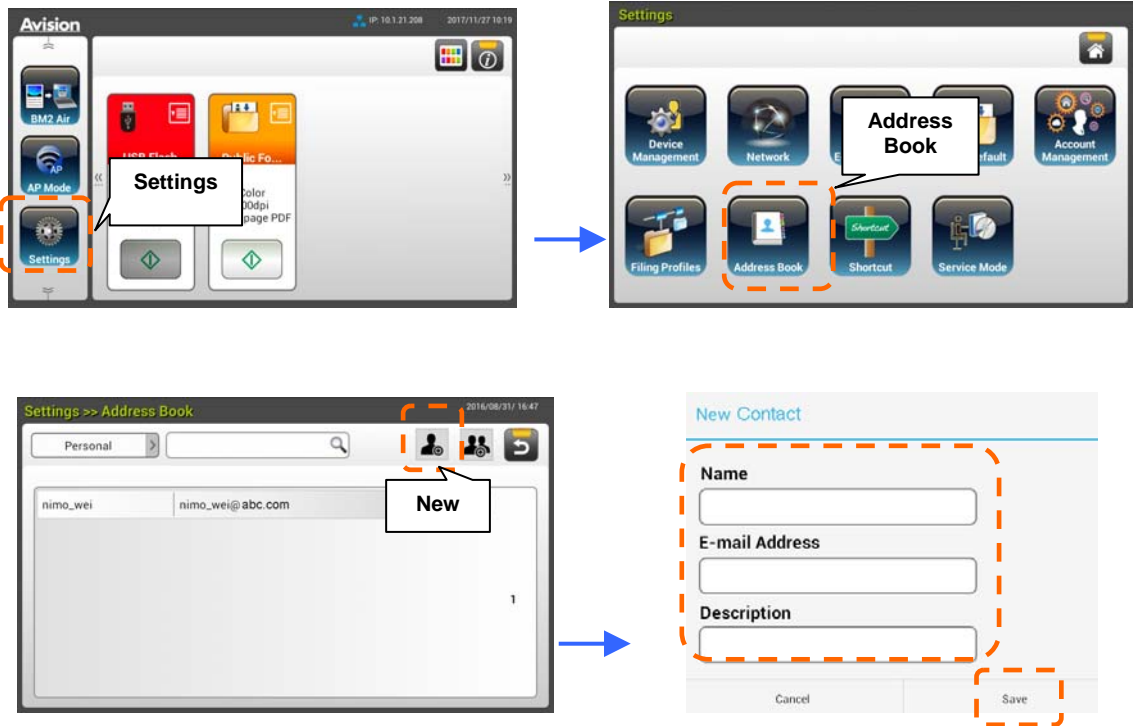 Avision
IP: 10.1.21.208 2017/11/27 10:19
BM2 Air
AP
AP Mode
Settings
Settings
Color
page PDF
Settings
Address
Book
Device
Management
Network
Account
Management
Filing Profiles
Address Book
Shortcut
Shortcut
Service Mode
Settings >> Address Book
2016/08/31/ 16:47
Personal
New
nimo_wei nimo_wei@abc.com
1
New Contact
Name
E-mail Address
Description
Cancel Save